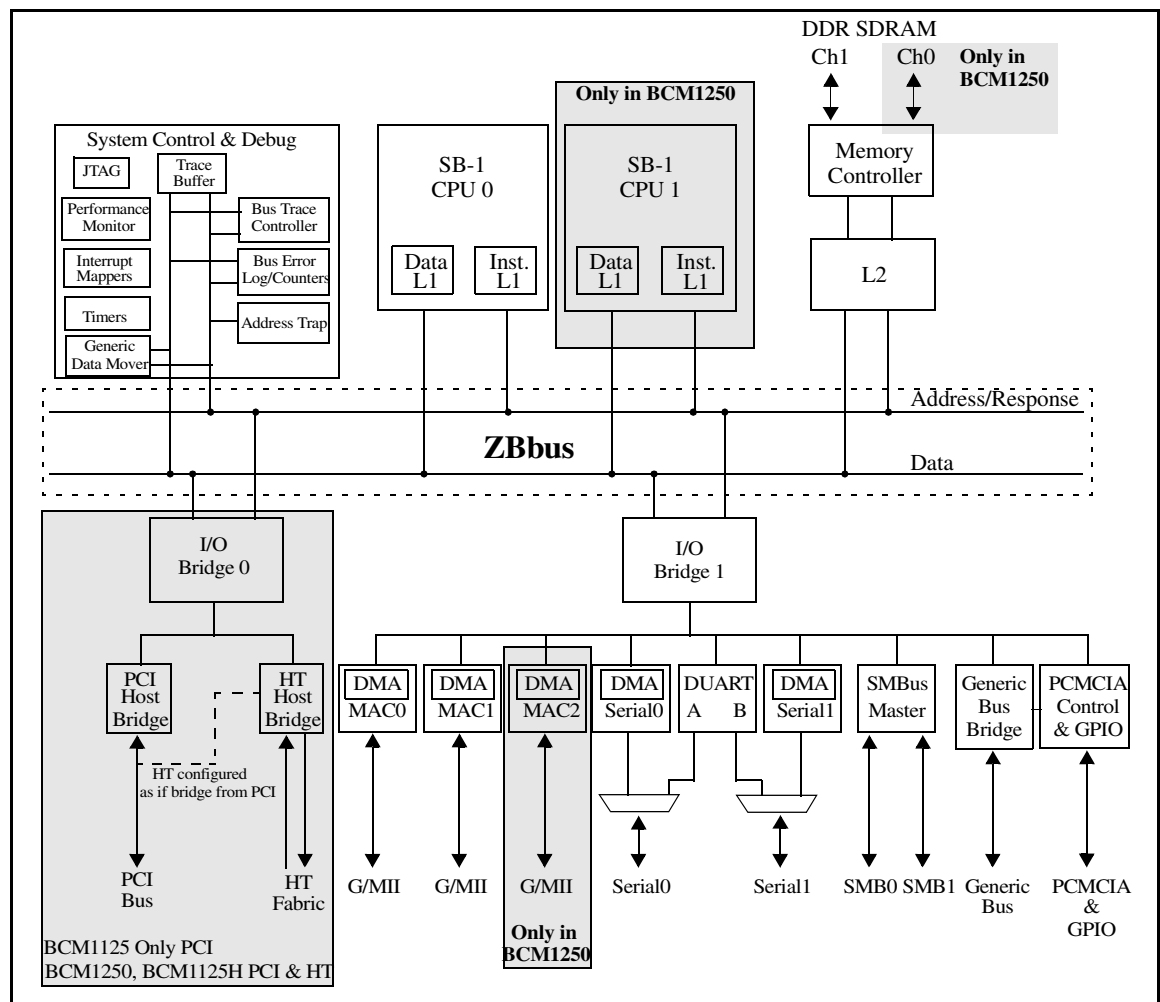 DDR SDRAM
Ch1
Ch0
Only in
BCM1250
Only in BCM1250
System Control & Debug
JTAG
Trace
Buffer
Performance
Monitor
Bus Trace
Controller
Interrupt
Mappers
Bus Error
Log/Counters
Timers
Address Trap
Generic
Data Mover
SB-1
CPU 0
Data
L1
Inst.
L1
SB-1
CPU 1
Data
L1
Inst.
L1
Memory
Controller
L2
Address/Response
ZBbus
Data
I/O
Bridge 0
I/O
Bridge 1
PCI
Host
Bridge
HT
Host
Bridge
HT configured
as if bridge from PCI
PCI
Bus
HT
Fabric
BCM1125 Only PCI
BCM1250, BCM1125H PCI & HT
DMA
MAC0
DMA
MAC1
DMA
MAC2
DMA
Serial0
DUART
A B
DMA
Serial1
SMBus
Master
Generic
Bus
Bridge
PCMCIA
Control
& GPIO
G/MII
G/MII
G/MII
Only in
BCM1250
Serial0
Serial1
SMB0 SMB1
Generic
Bus
PCMCIA
&
GPIO